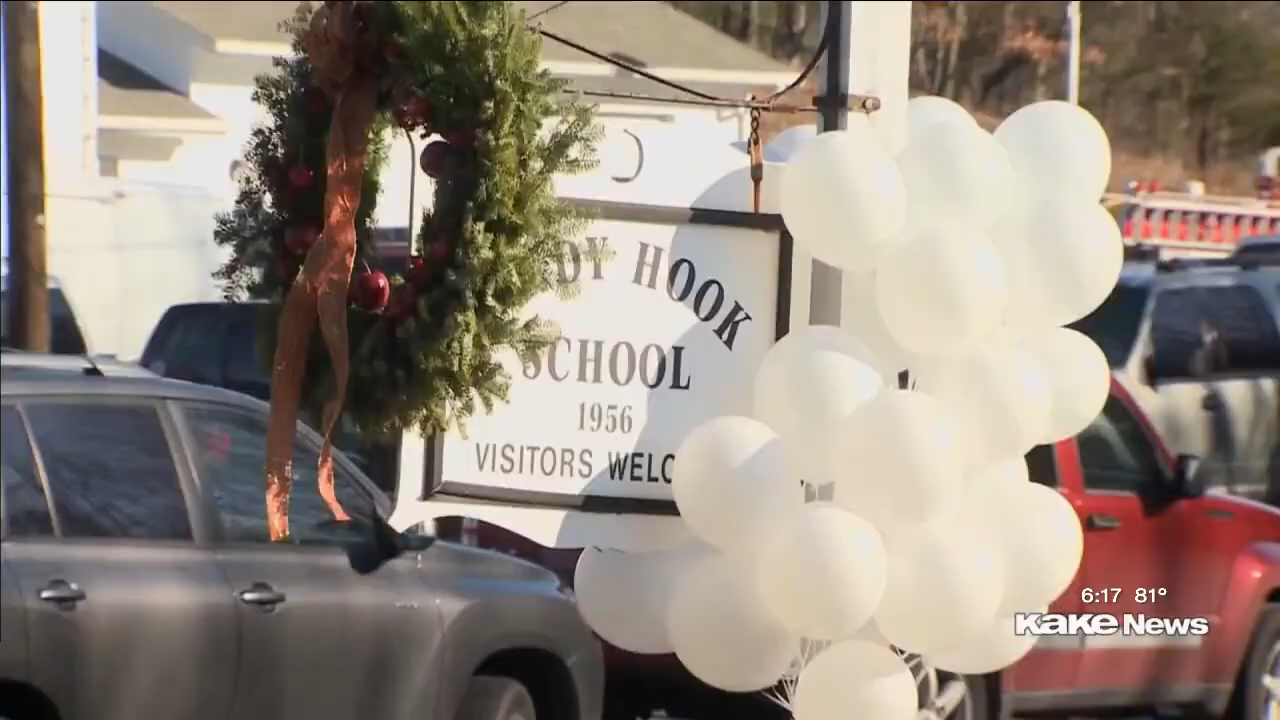 DY HOOK
SCHOOL
1956
VISITORS WELC
6:17 81°
KAKE NEWS